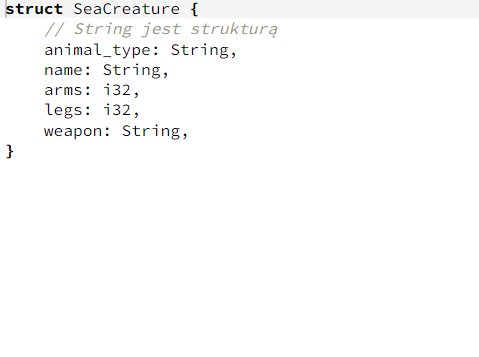 struct SeaCreature {
    // String jest strukturą
    animal_type: String,
    name: String,
    arms: i32,
    legs: i32,
    weapon: String,
}